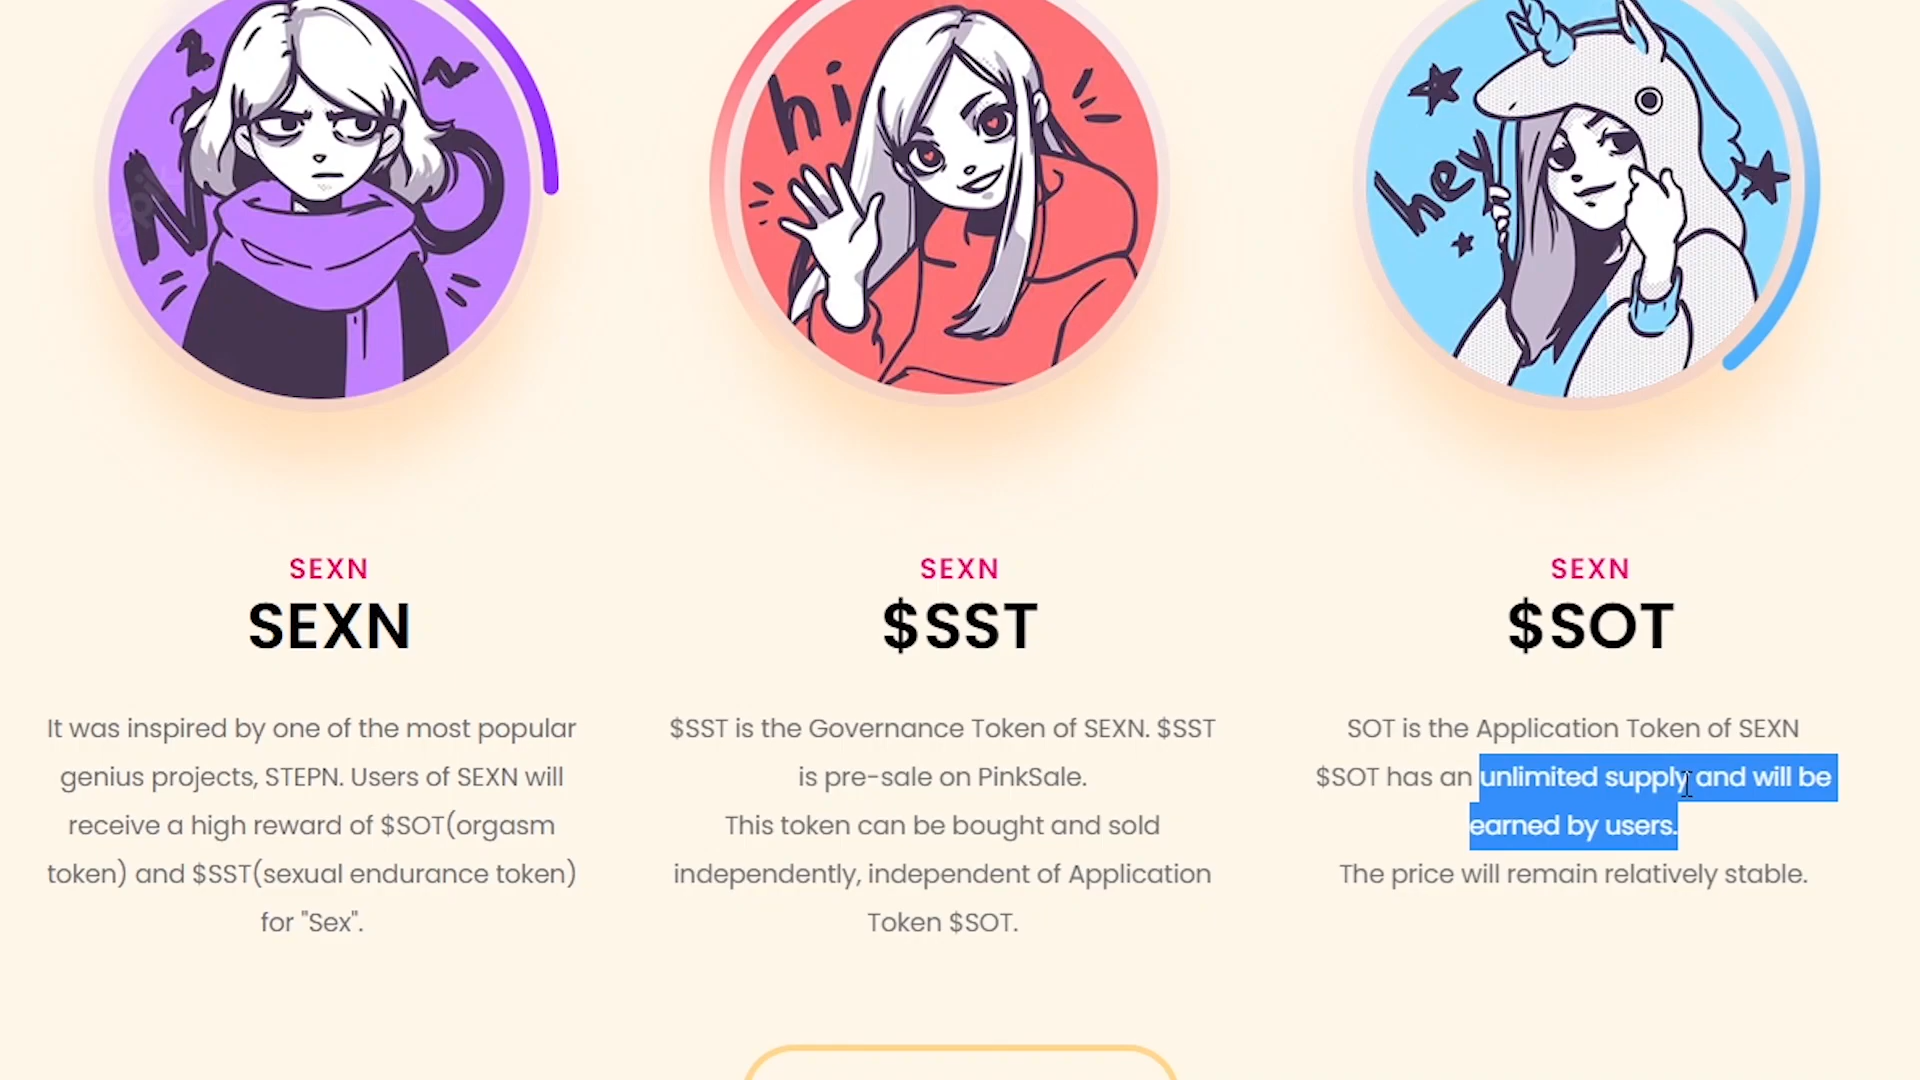 2
NO
hi
hey
SEXN
SEXN
It was inspired by one of the most popular
genius projects, STEPN. Users of SEXN will
receive a high reward of $SOT(orgasm
token) and $SST(sexual endurance token)
for "Sex".
SEXN
$SST
$SST is the Governance Token of SEXN. $SST
is pre-sale on PinkSale.
This token can be bought and sold
independently, independent of Application
Token $SOT.
SEXN
$SOT
SOT is the Application Token of SEXN
$SOT has an unlimited supply and will be
earned by users.
The price will remain relatively stable.